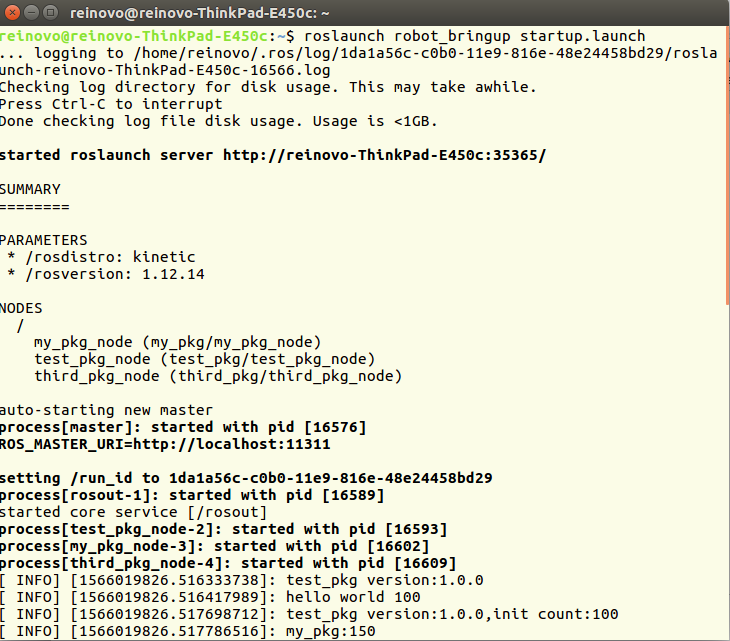 reinovo@reinovo-ThinkPad-E450c: ~
reinovo@reinovo-ThinkPad-E450c:~$ roslaunch robot_bringup startup.launch
... logging to /home/reinovo/.ros/log/1da1a56c-c0b0-11e9-816e-48e24458bd29/rosla
unch-reinovo-ThinkPad-E450c-16566.log
Checking log directory for disk usage. This may take awhile.
Press Ctrl-C to interrupt
Done checking log file disk usage. Usage is <1GB.
started roslaunch server http://reinovo-ThinkPad-E450c:35365/
SUMMARY
========
PARAMETERS
 * /rosdistro: kinetic
 * /rosversion: 1.12.14
NODES
  /
    my_pkg_node (my_pkg/my_pkg_node)
    test_pkg_node (test_pkg/test_pkg_node)
    third_pkg_node (third_pkg/third_pkg_node)
auto-starting new master
process[master]: started with pid [16576]
ROS_MASTER_URI=http://localhost:11311
setting /run_id to 1da1a56c-c0b0-11e9-816e-48e24458bd29
process[rosout-1]: started with pid [16589]
started core service [/rosout]
process[test_pkg_node-2]: started with pid [16593]
process[my_pkg_node-3]: started with pid [16602]
process[third_pkg_node-4]: started with pid [16609]
[ INFO] [1566019826.516333738]: test_pkg version:1.0.0
[ INFO] [1566019826.516417989]: hello world 100
[ INFO] [1566019826.517698712]: test_pkg version:1.0.0,init count:100
[ INFO] [1566019826.517786516]: my_pkg:150